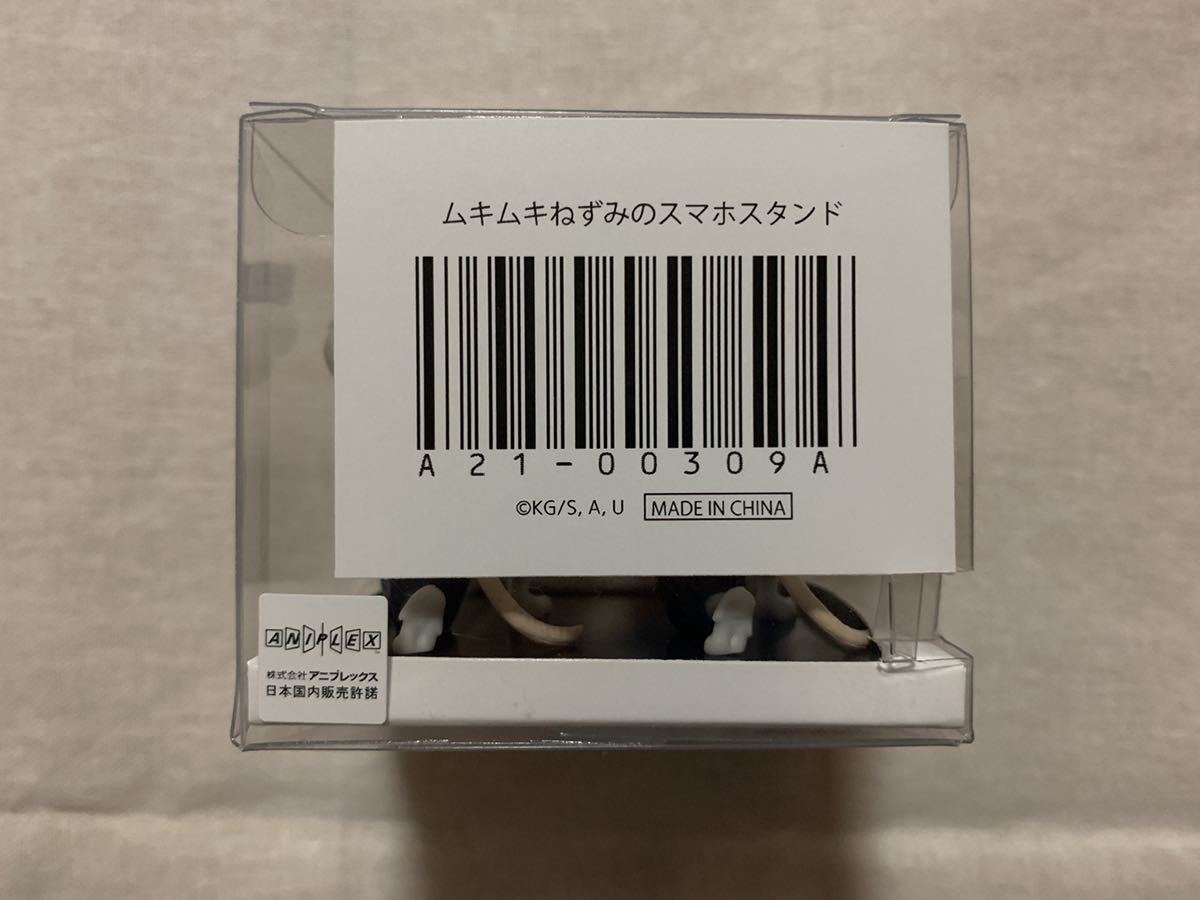 ムキムキねずみのスマホスタンド
A21-00309A
©KG/S, A, U MADE IN CHINA
ANIPLEX™
株式会社アニプレックス
日本国内販売許諾